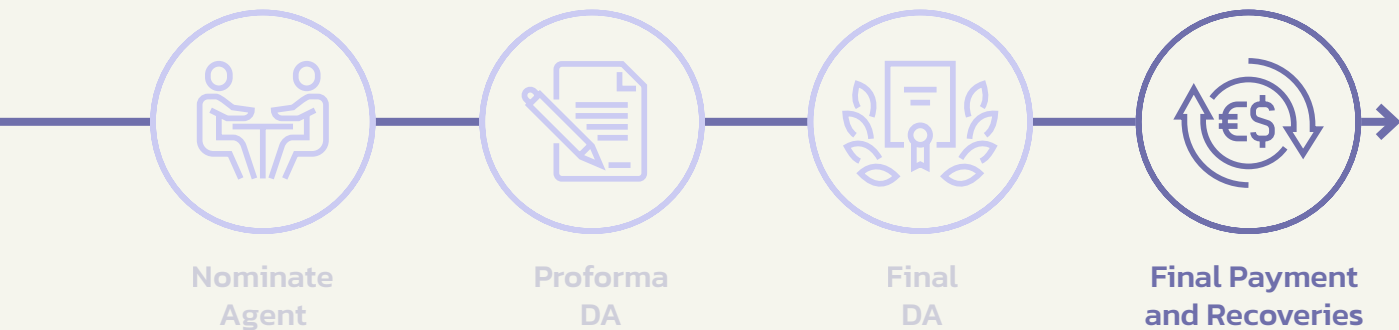 €$
Nominate
Agent
Proforma
DA
Final
DA
Final Payment
and Recoveries